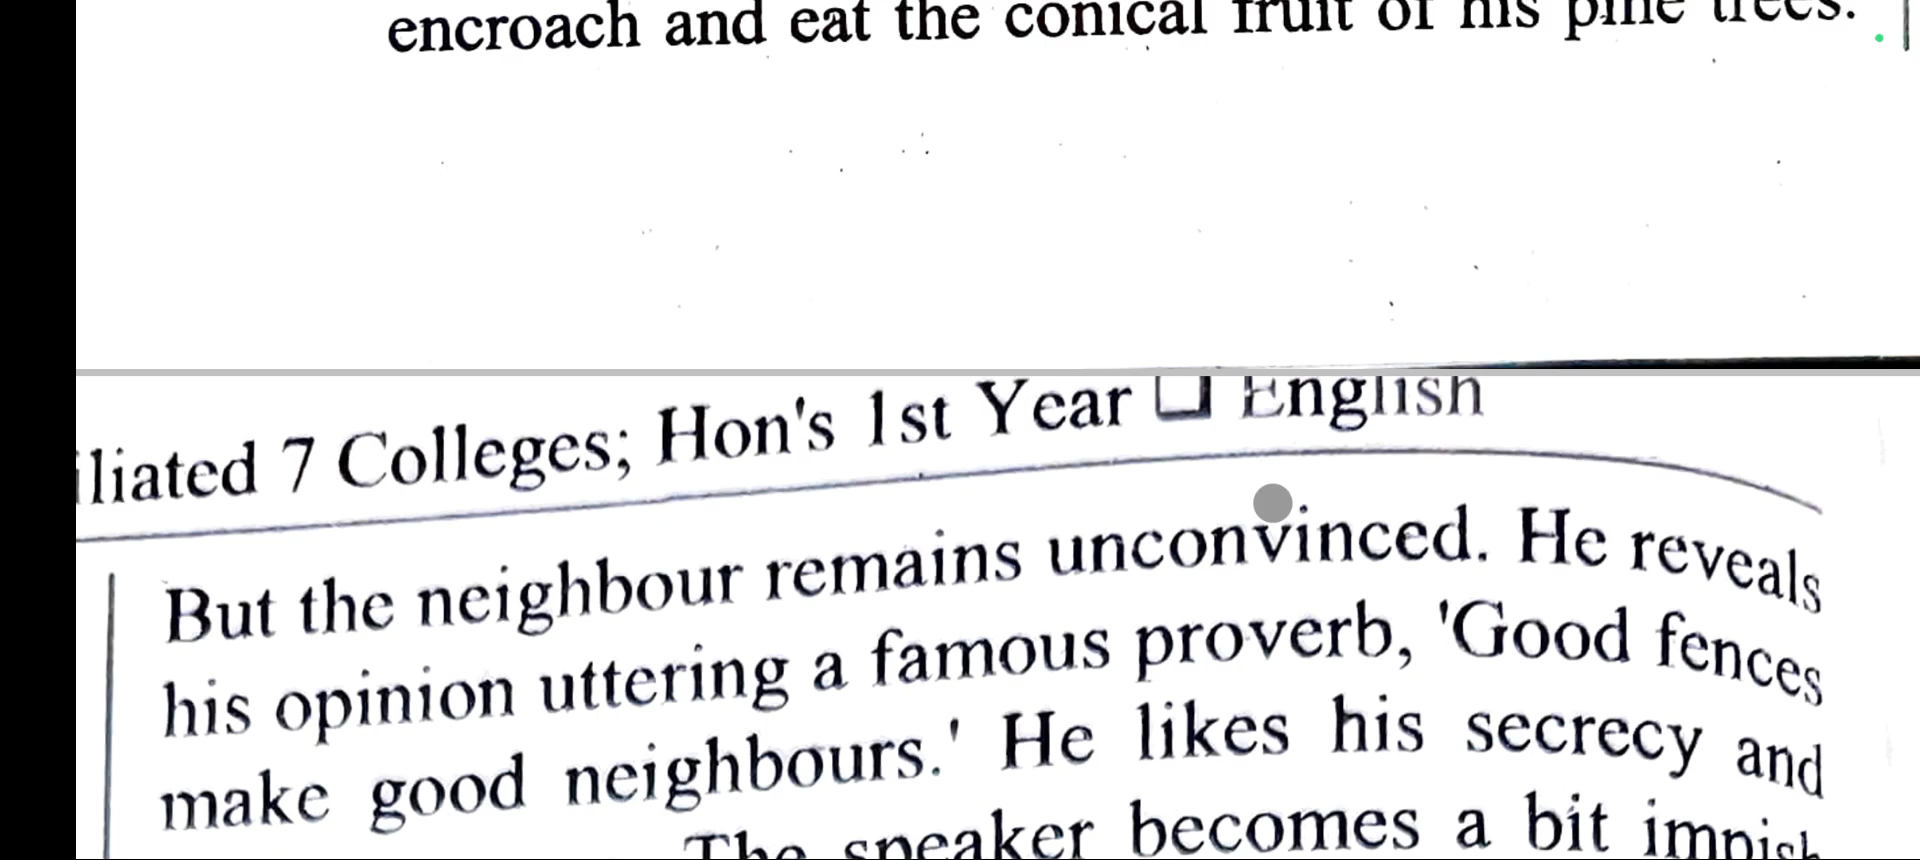 encroach and eat the conical fruit of his pine trees.
liated 7 Colleges; Hon's 1st Year ❑ English
But the neighbour remains unconvinced. He reveals
his opinion uttering a famous proverb, 'Good fences
make good neighbours.' He likes his secrecy and
The speaker becomes a bit impish